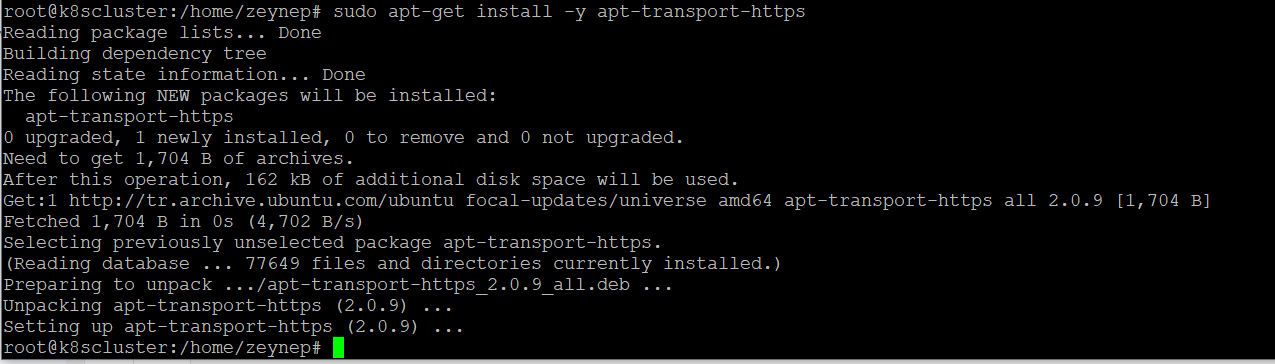 root@k8scluster:/home/zeynep# sudo apt-get install -y apt-transport-https
Reading package lists... Done
Building dependency tree
Reading state information... Done
The following NEW packages will be installed:
  apt-transport-https
0 upgraded, 1 newly installed, 0 to remove and 0 not upgraded.
Need to get 1,704 B of archives.
After this operation, 162 kB of additional disk space will be used.
Get:1 http://tr.archive.ubuntu.com/ubuntu focal-updates/universe amd64 apt-transport-https all 2.0.9 [1,704 B]
Fetched 1,704 B in 0s (4,702 B/s)
Selecting previously unselected package apt-transport-https.
(Reading database ... 77649 files and directories currently installed.)
Preparing to unpack .../apt-transport-https_2.0.9_all.deb ...
Unpacking apt-transport-https (2.0.9) ...
Setting up apt-transport-https (2.0.9) ...
root@k8scluster:/home/zeynep#